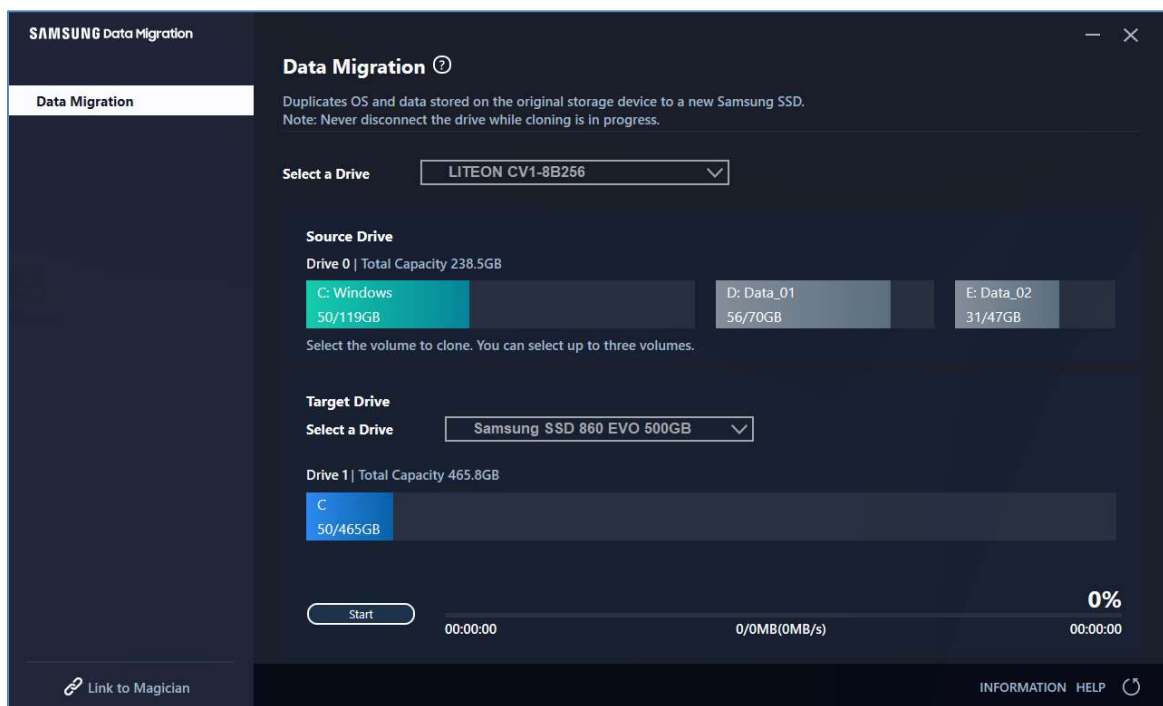 SAMSUNG Data Migration
Data Migration
Data Migration ?
Duplicates OS and data stored on the original storage device to a new Samsung SSD.
Note: Never disconnect the drive while cloning is in progress.
Select a Drive LITEON CV1-8B256
Source Drive
Drive 0 | Total Capacity 238.5GB
C: Windows D: Data_01 E: Data_02
50/119GB 56/70GB 31/47GB
Select the volume to clone. You can select up to three volumes.
Target Drive
Select a Drive Samsung SSD 860 EVO 500GB
Drive 1 | Total Capacity 465.8GB
C
50/465GB
0%
Start
00:00:00 0/0MB(0MB/s) 00:00:00
Link to Magician INFORMATION HELP